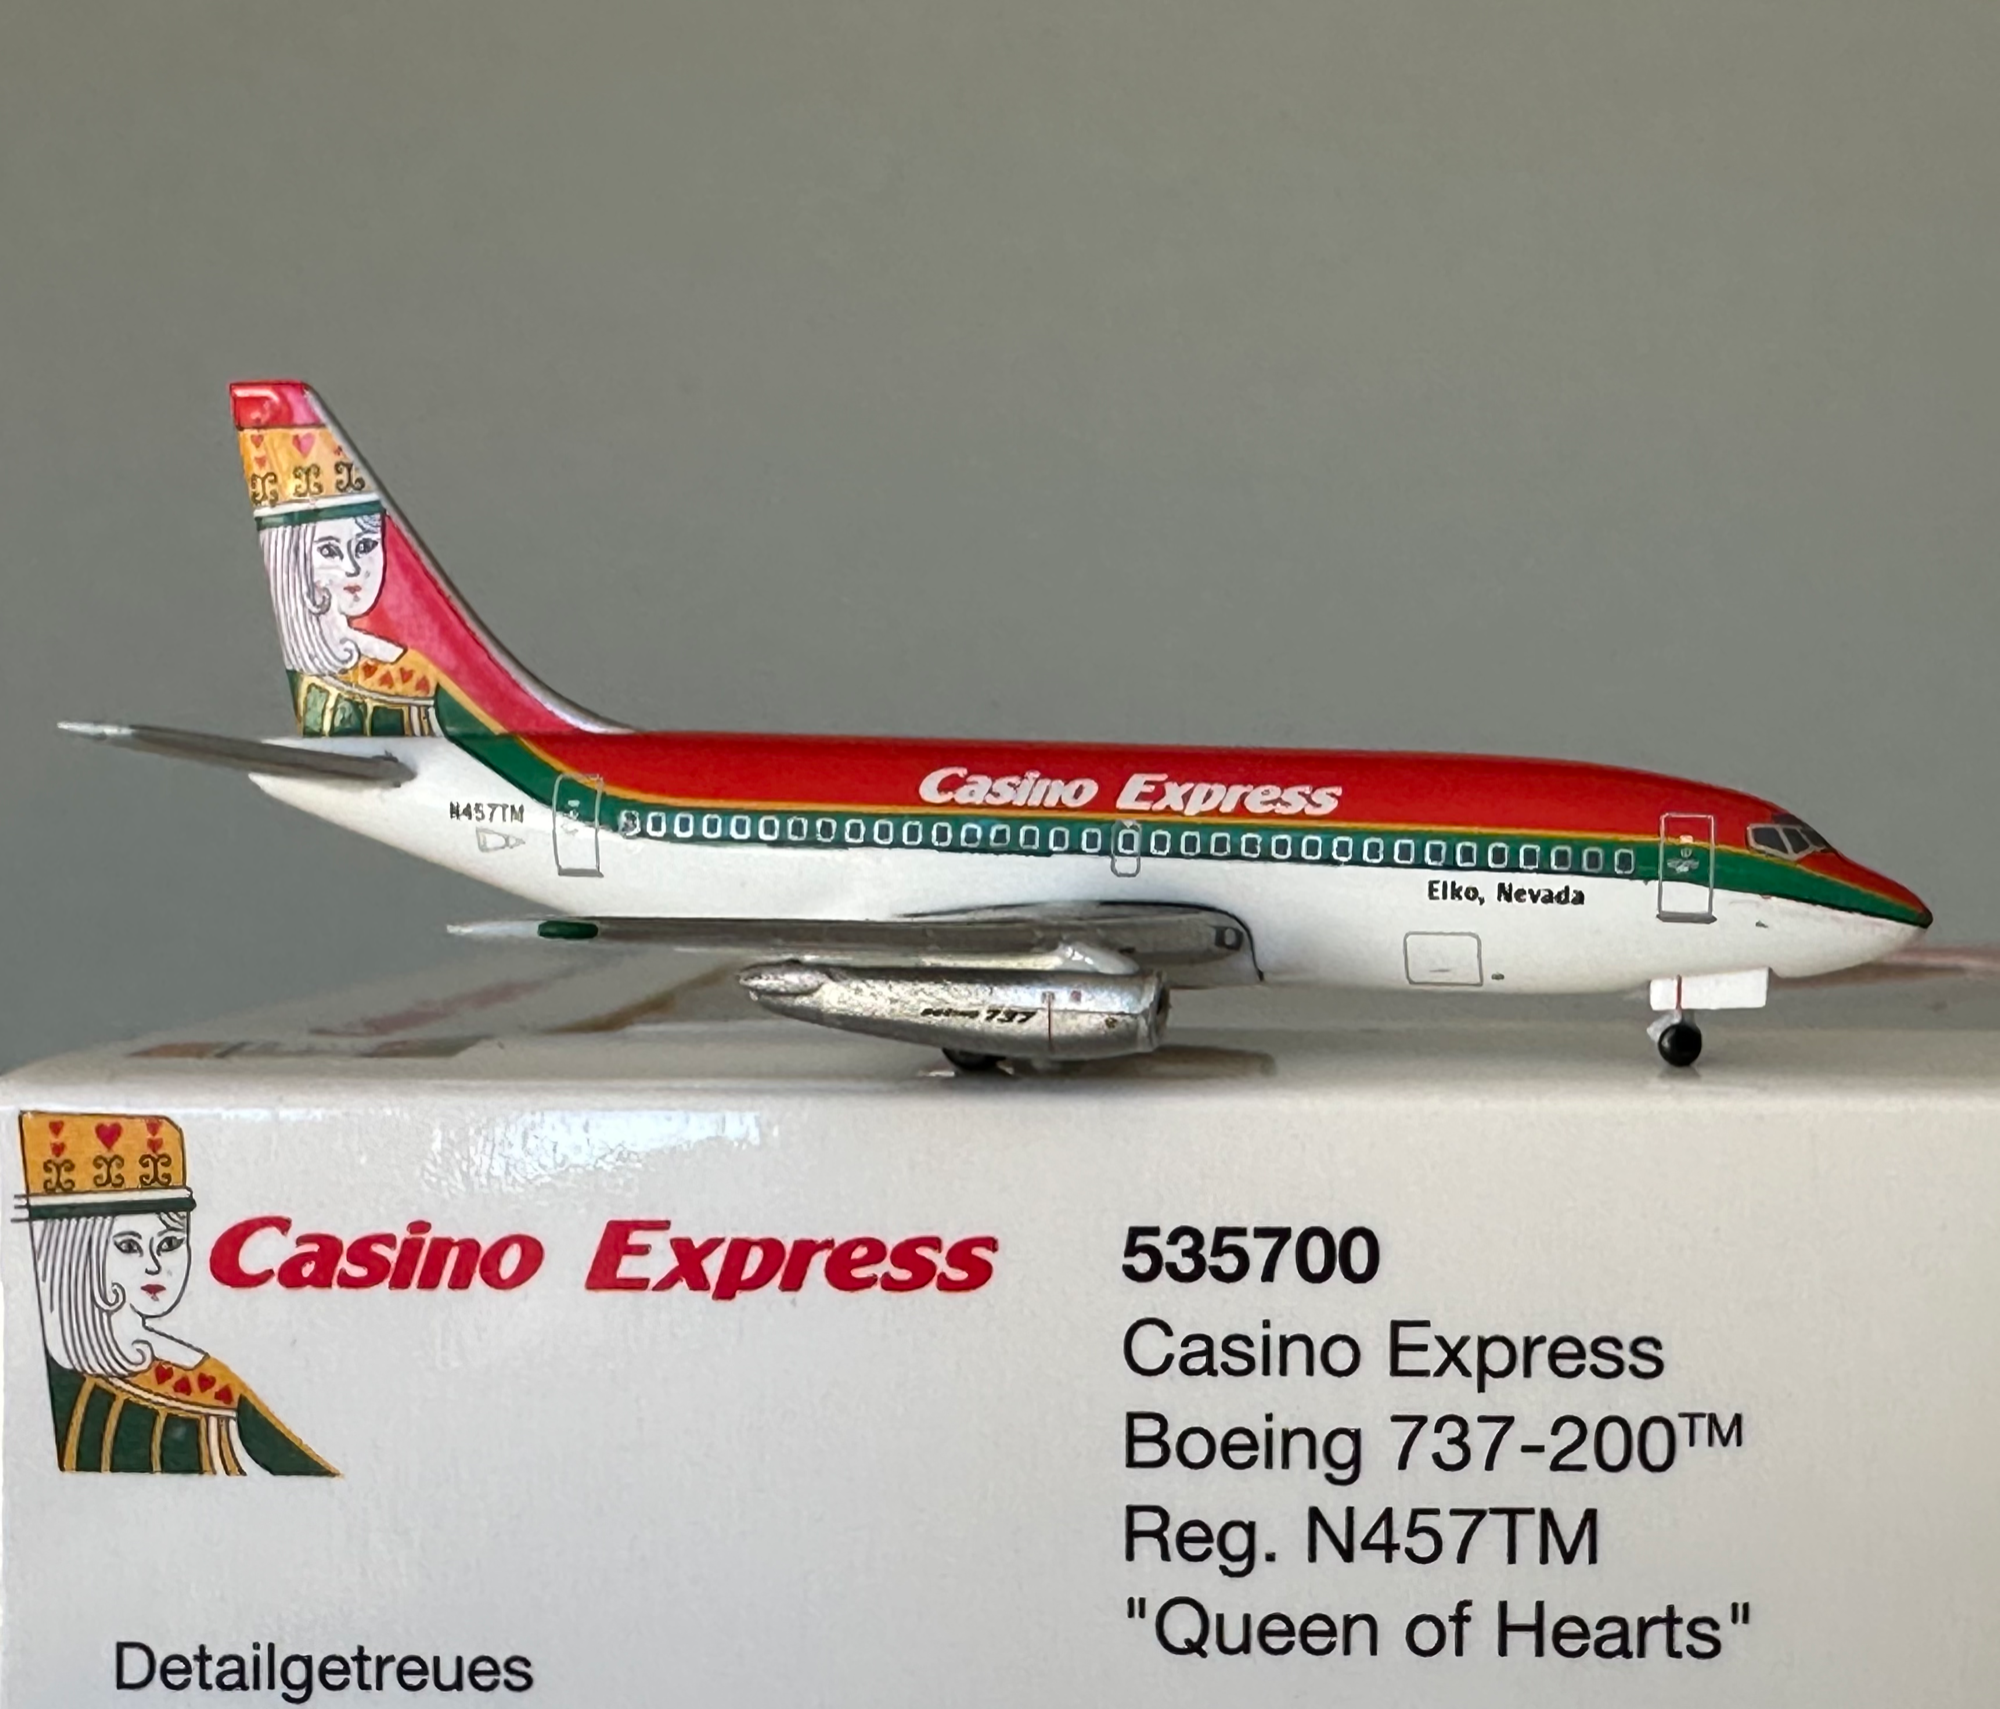 Casino Express
N457TM
Elko, Nevada
Boeing 737
Casino Express
535700
Casino Express
Boeing 737-200™
Reg. N457TM
"Queen of Hearts"
Detailgetreues